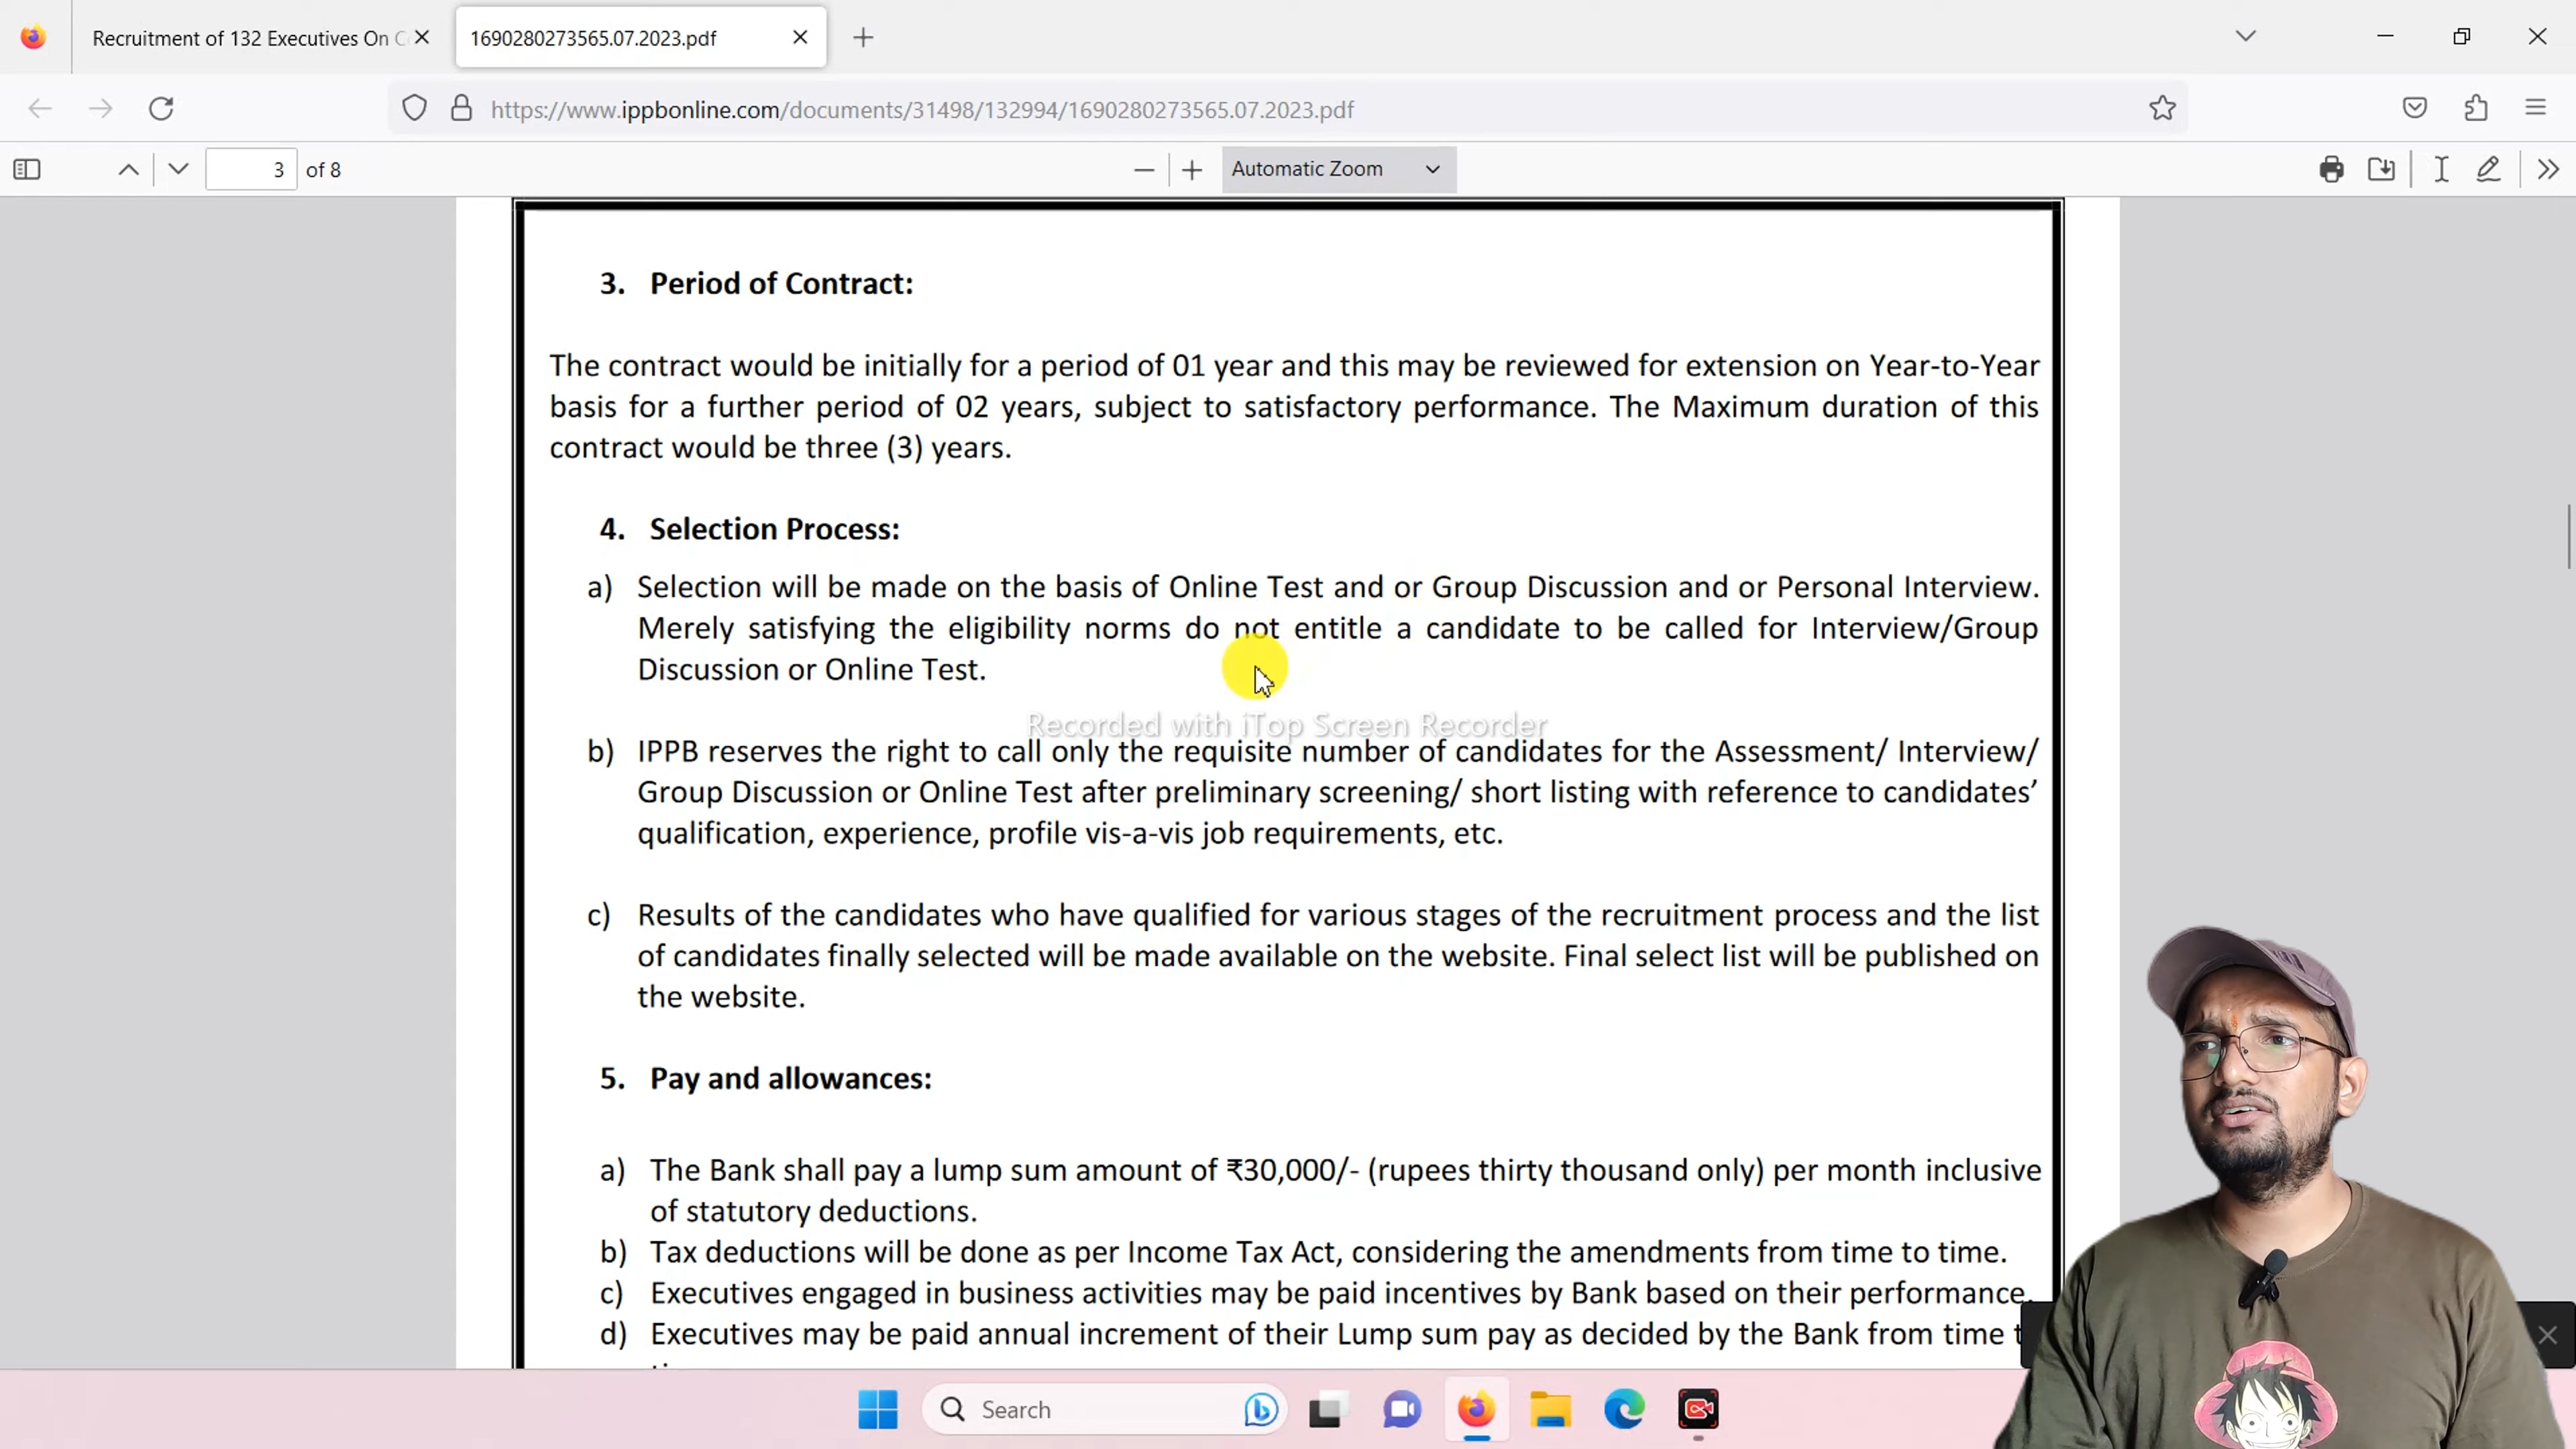 Recruitment of 132 Executives On C
1690280273565.07.2023.pdf
https://www.ippbonline.com/documents/31498/132994/1690280273565.07.2023.pdf
3 of 8
Automatic Zoom
3. Period of Contract:
The contract would be initially for a period of 01 year and this may be reviewed for extension on Year-to-Year
basis for a further period of 02 years, subject to satisfactory performance. The Maximum duration of this
contract would be three (3) years.
4. Selection Process:
a) Selection will be made on the basis of Online Test and or Group Discussion and or Personal Interview.
Merely satisfying the eligibility norms do not entitle a candidate to be called for Interview/Group
Discussion or Online Test.
Recorded with iTop Screen Recorder
b) IPPB reserves the right to call only the requisite number of candidates for the Assessment/ Interview/
Group Discussion or Online Test after preliminary screening/ short listing with reference to candidates’
qualification, experience, profile vis-a-vis job requirements, etc.
c) Results of the candidates who have qualified for various stages of the recruitment process and the list
of candidates finally selected will be made available on the website. Final select list will be published on
the website.
5. Pay and allowances:
a) The Bank shall pay a lump sum amount of ₹30,000/- (rupees thirty thousand only) per month inclusive
of statutory deductions.
b) Tax deductions will be done as per Income Tax Act, considering the amendments from time to time.
c) Executives engaged in business activities may be paid incentives by Bank based on their performance.
d) Executives may be paid annual increment of their Lump sum pay as decided by the Bank from time t
Search